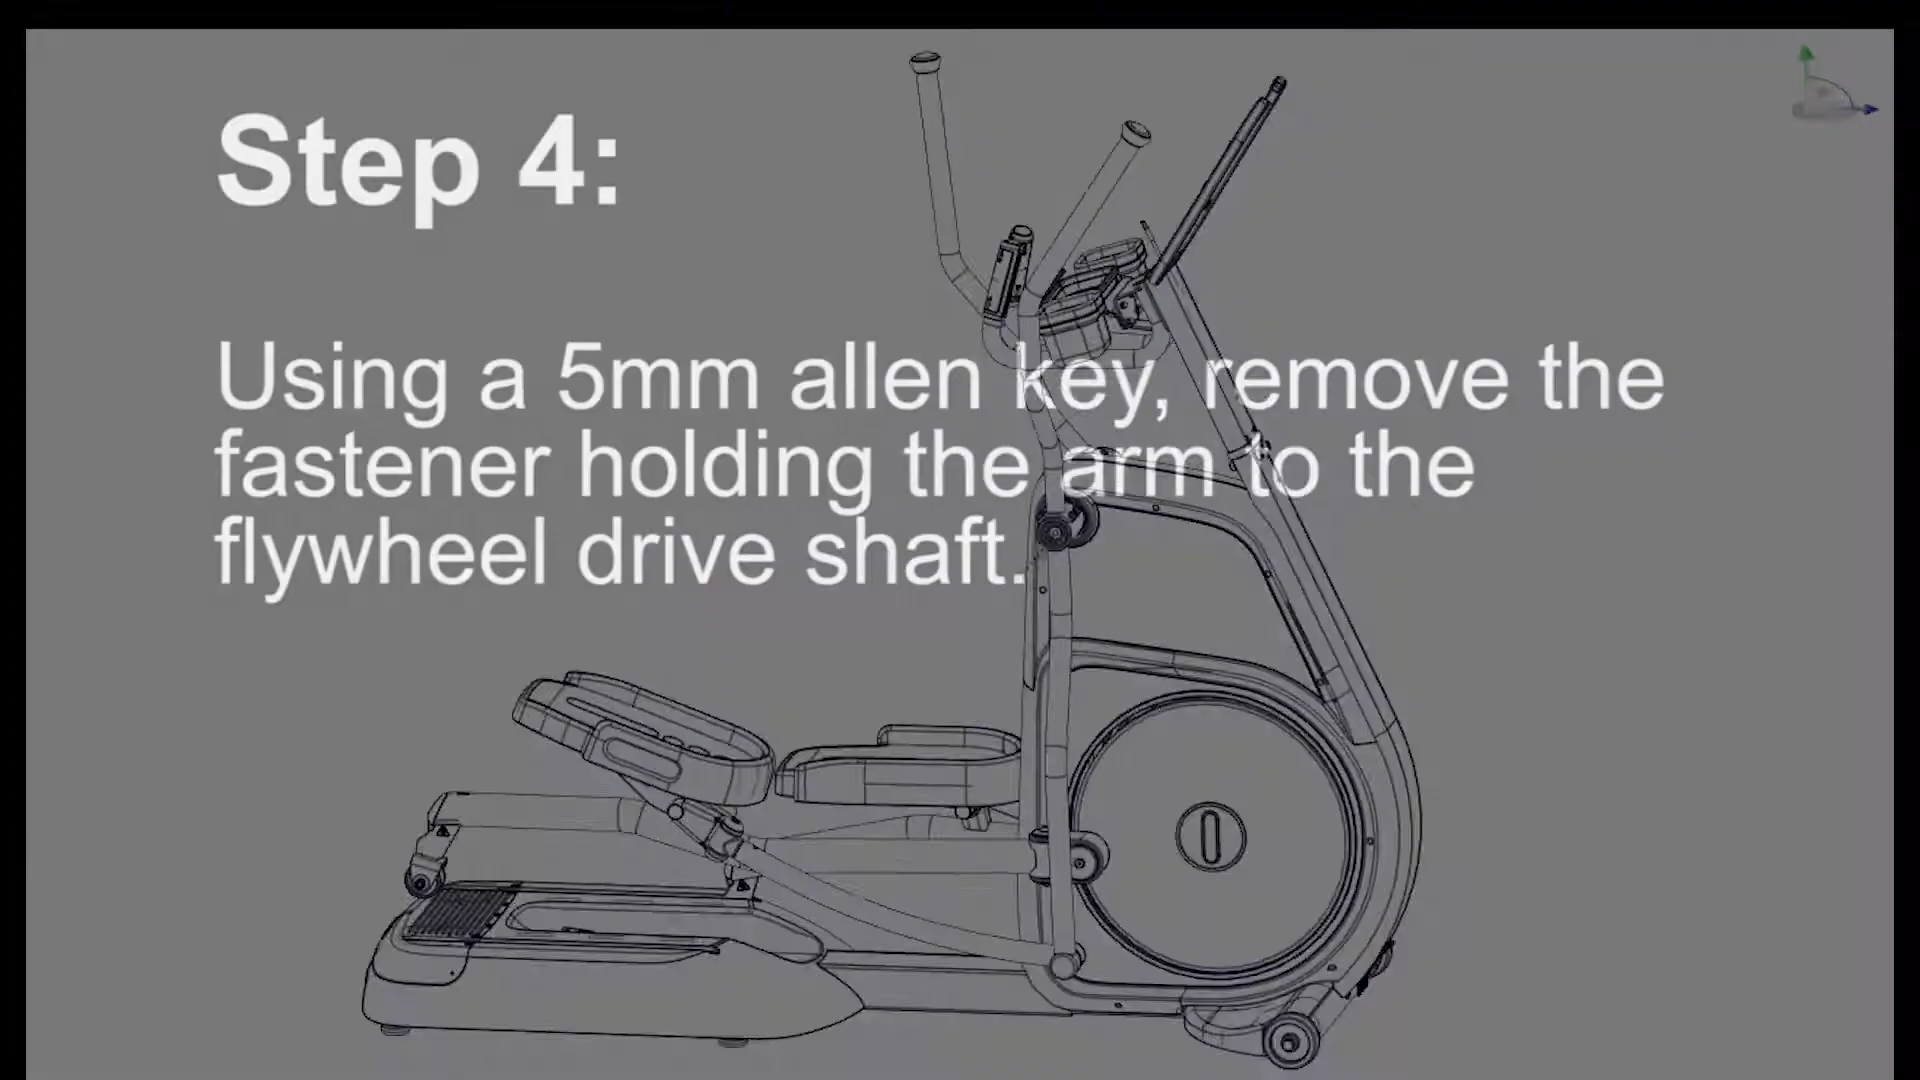 Step 4:
Using a 5mm allen key, remove the
fastener holding the arm to the
flywheel drive shaft.